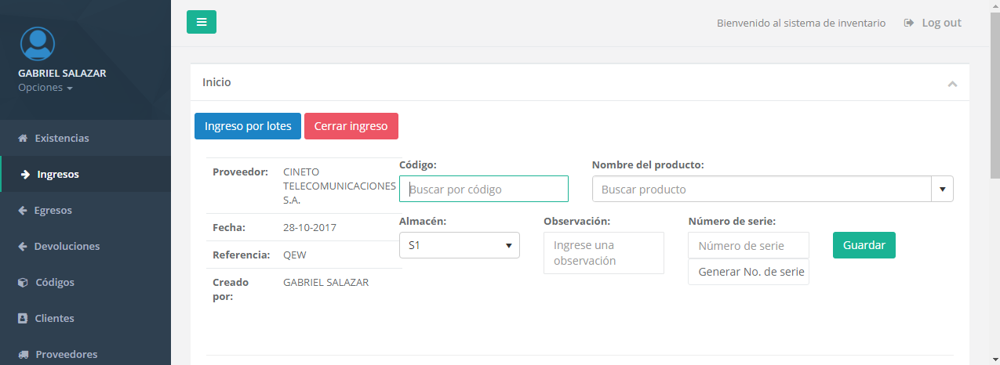 GABRIEL SALAZAR
Opciones
Existencias
Ingresos
Egresos
Devoluciones
Códigos
Clientes
Proveedores
Bienvenido al sistema de inventario
Log out
Inicio
Ingreso por lotes
Cerrar ingreso
Proveedor:
CINETO
TELECOMUNICACIONES
S.A.
Fecha:
28-10-2017
Referencia:
QEW
Creado
por:
GABRIEL SALAZAR
Código:
Buscar por código
Nombre del producto:
Buscar producto
Almacén:
S1
Observación:
Ingrese una
observación
Número de serie:
Número de serie
Generar No. de serie
Guardar